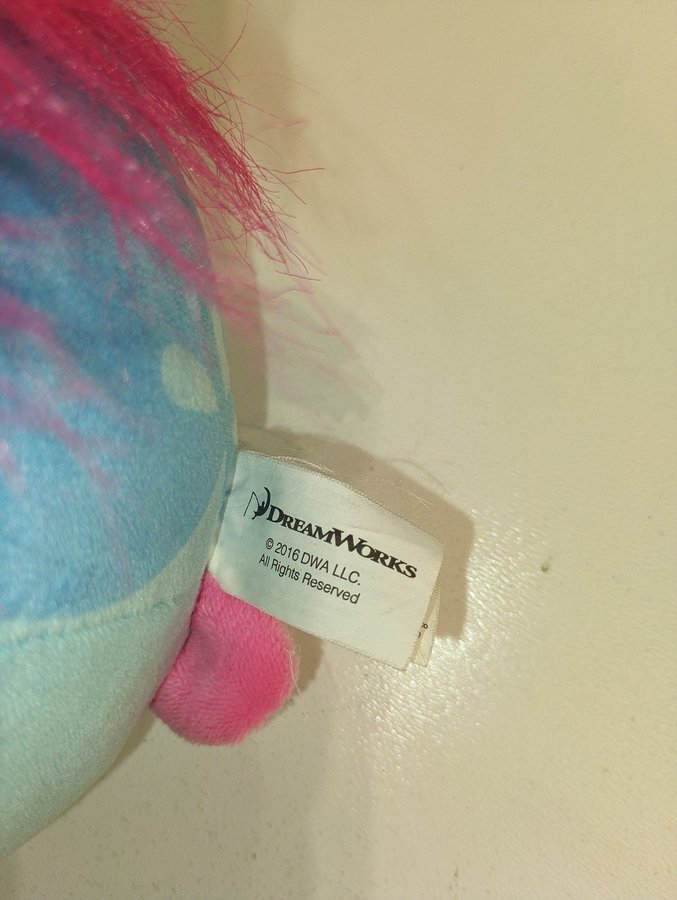 DREAMWORKS
© 2016 DWA LLC.
All Rights Reserved